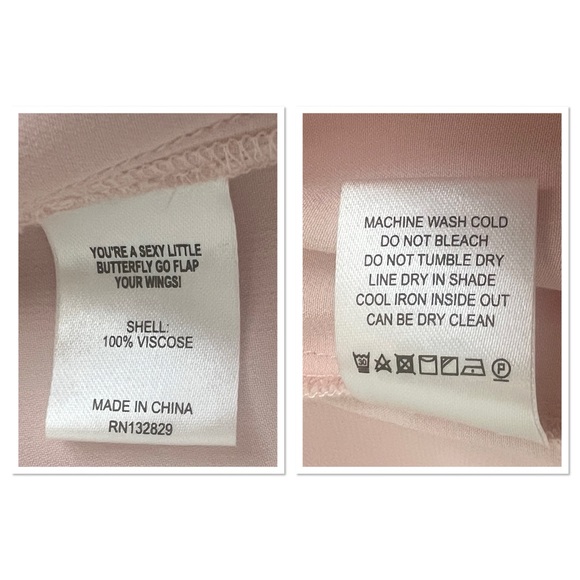 YOU'RE A SEXY LITTLE
BUTTERFLY GO FLAP
YOUR WINGS!
SHELL:
100% VISCOSE
MADE IN CHINA
RN132829
MACHINE WASH COLD
DO NOT BLEACH
DO NOT TUMBLE DRY
LINE DRY IN SHADE
COOL IRON INSIDE OUT
CAN BE DRY CLEAN
30
P